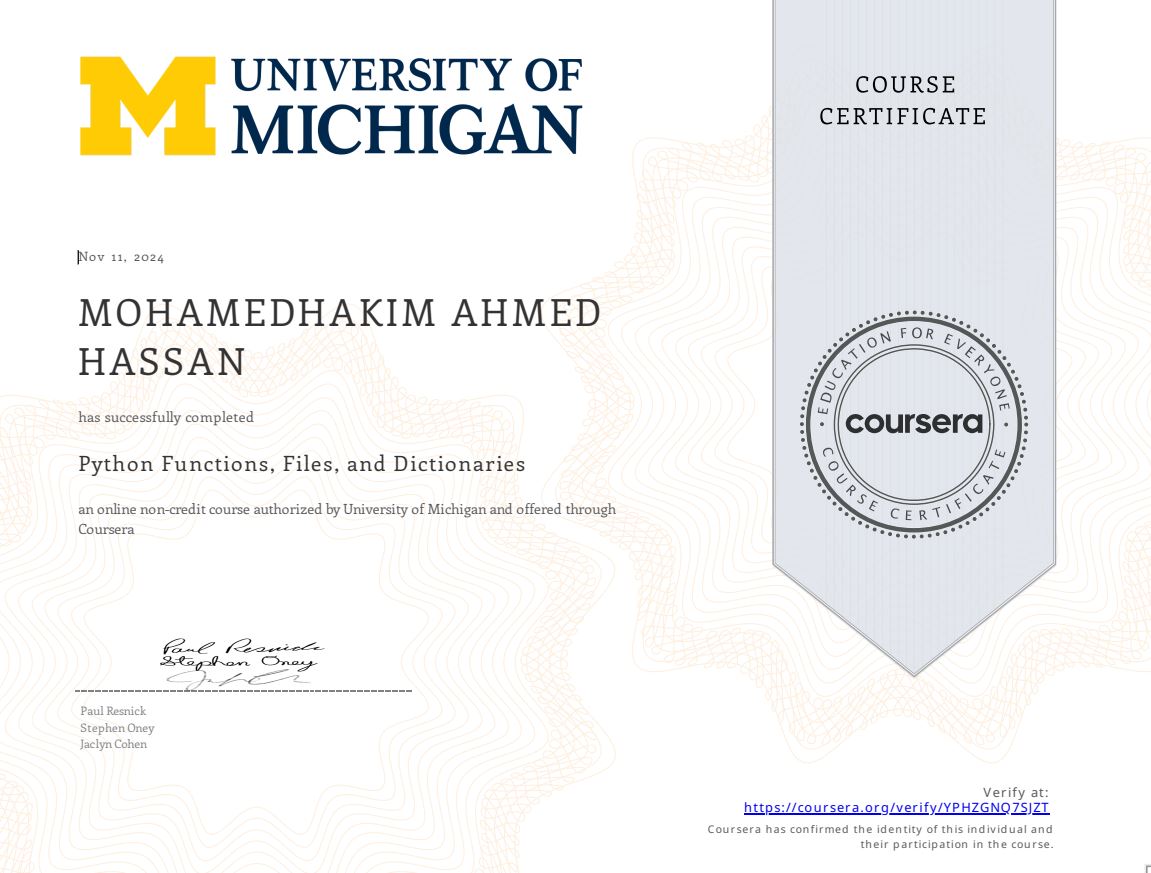 UNIVERSITY OF
MICHIGAN
COURSE
CERTIFICATE
Nov 11, 2024
MOHAMEDHAKIM AHMED
HASSAN
has successfully completed
Python Functions, Files, and Dictionaries
an online non-credit course authorized by University of Michigan and offered through
Coursera
EDUCATION FOR EVERYONE
coursera
COURSE CERTIFICATE
Paul Resnick
Stephen Oney
Paul Resnick
Stephen Oney
Jaclyn Cohen
Verify at:
https://coursera.org/verify/YPHZGNQ7SJZT
Coursera has confirmed the identity of this individual and
their participation in the course.